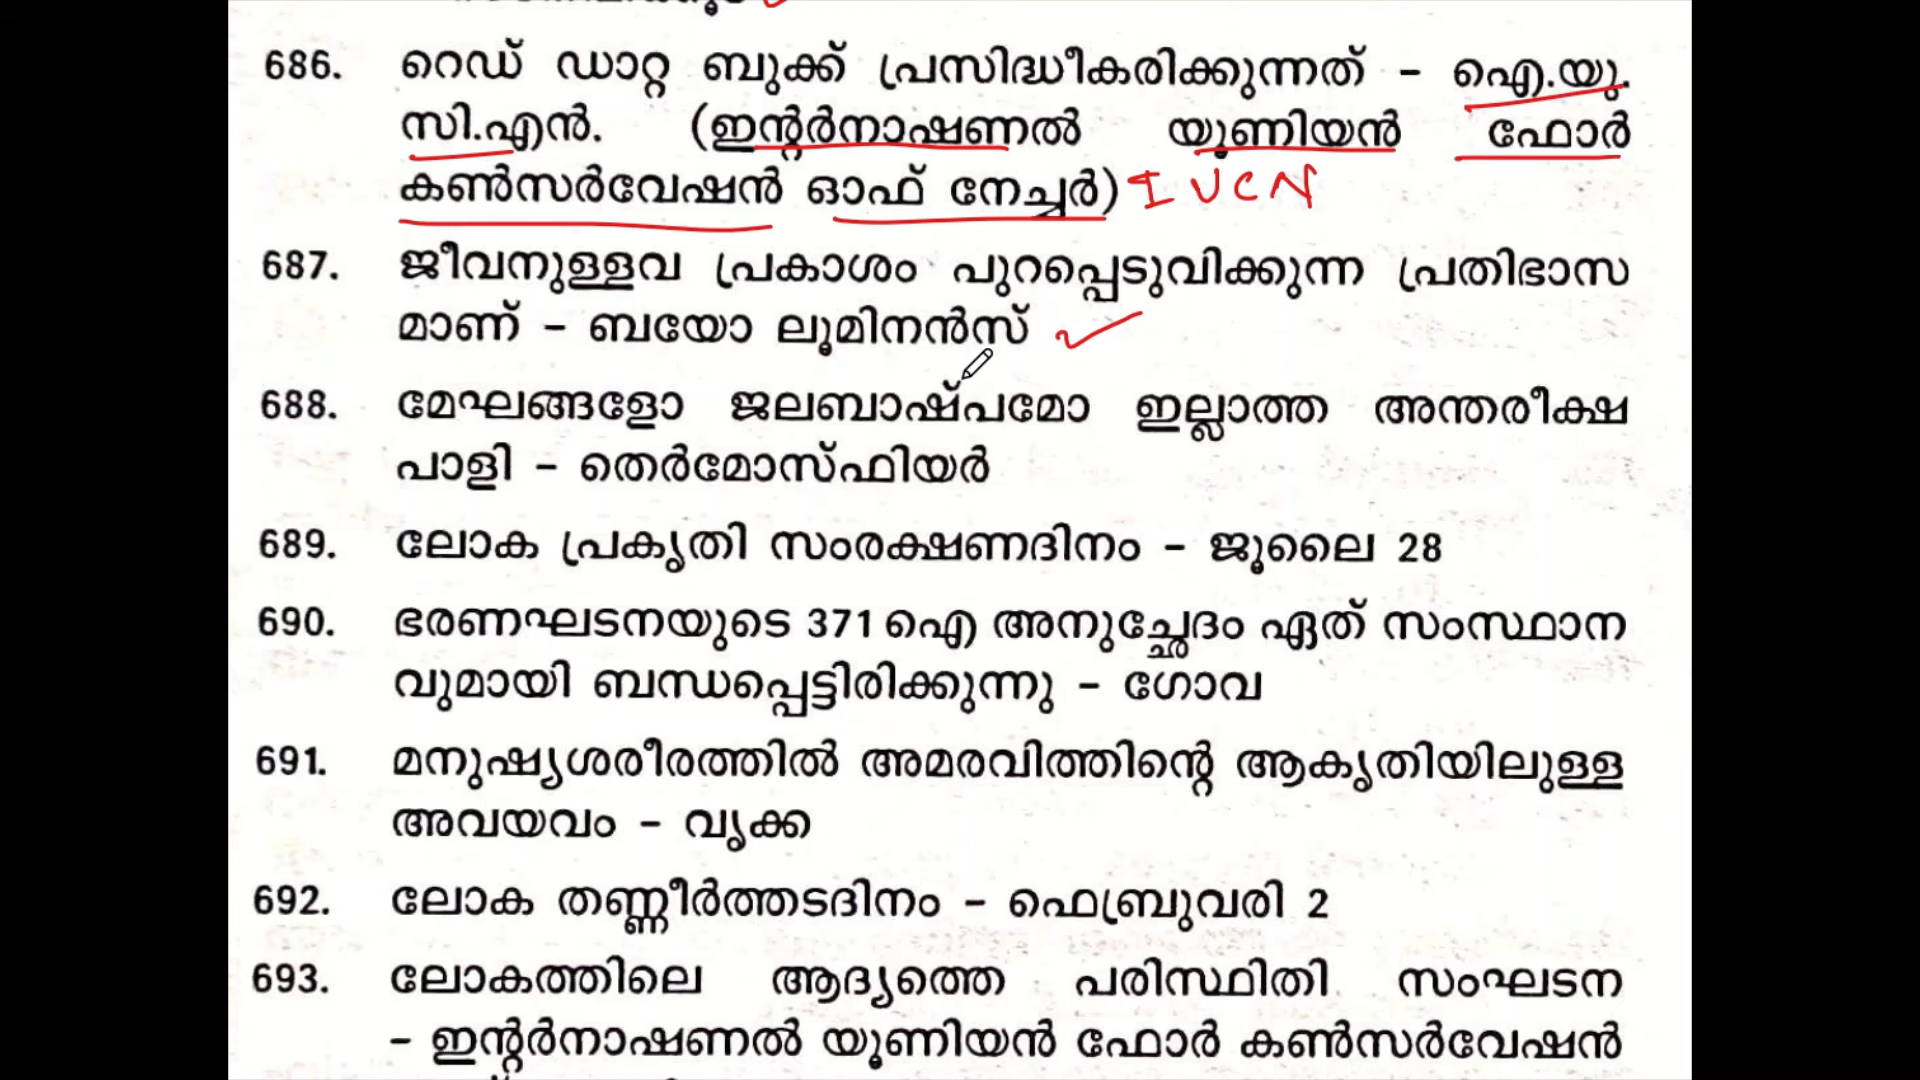 686. റെഡ് ഡാറ്റ ബുക്ക് പ്രസിദ്ധീകരിക്കുന്നത് – ഐ.യു.
സി.എൻ. (ഇന്റർനാഷണൽ യൂണിയൻ ഫോർ
കൺസർവേഷൻ ഓഫ് നേച്ചർ) IUCN
687. ജീവനുള്ളവ പ്രകാശം പുറപ്പെടുവിക്കുന്ന പ്രതിഭാസ
മാണ് – ബയോ ലൂമിനൻസ്
688. മേഘങ്ങളോ ജലബാഷ്പമോ ഇല്ലാത്ത അന്തരീക്ഷ
പാളി – തെർമോസ്ഫിയർ
689. ലോക പ്രകൃതി സംരക്ഷണദിനം – ജൂലൈ 28
690. ഭരണഘടനയുടെ 371 ഐ അനുച്ഛേദം ഏത് സംസ്ഥാന
വുമായി ബന്ധപ്പെട്ടിരിക്കുന്നു – ഗോവ
691. മനുഷ്യശരീരത്തിൽ അമരവിത്തിന്റെ ആകൃതിയിലുള്ള
അവയവം – വൃക്ക
692. ലോക തണ്ണീർത്തടദിനം – ഫെബ്രുവരി 2
693. ലോകത്തിലെ ആദ്യത്തെ പരിസ്ഥിതി സംഘടന
– ഇന്റർനാഷണൽ യൂണിയൻ ഫോർ കൺസർവേഷൻ